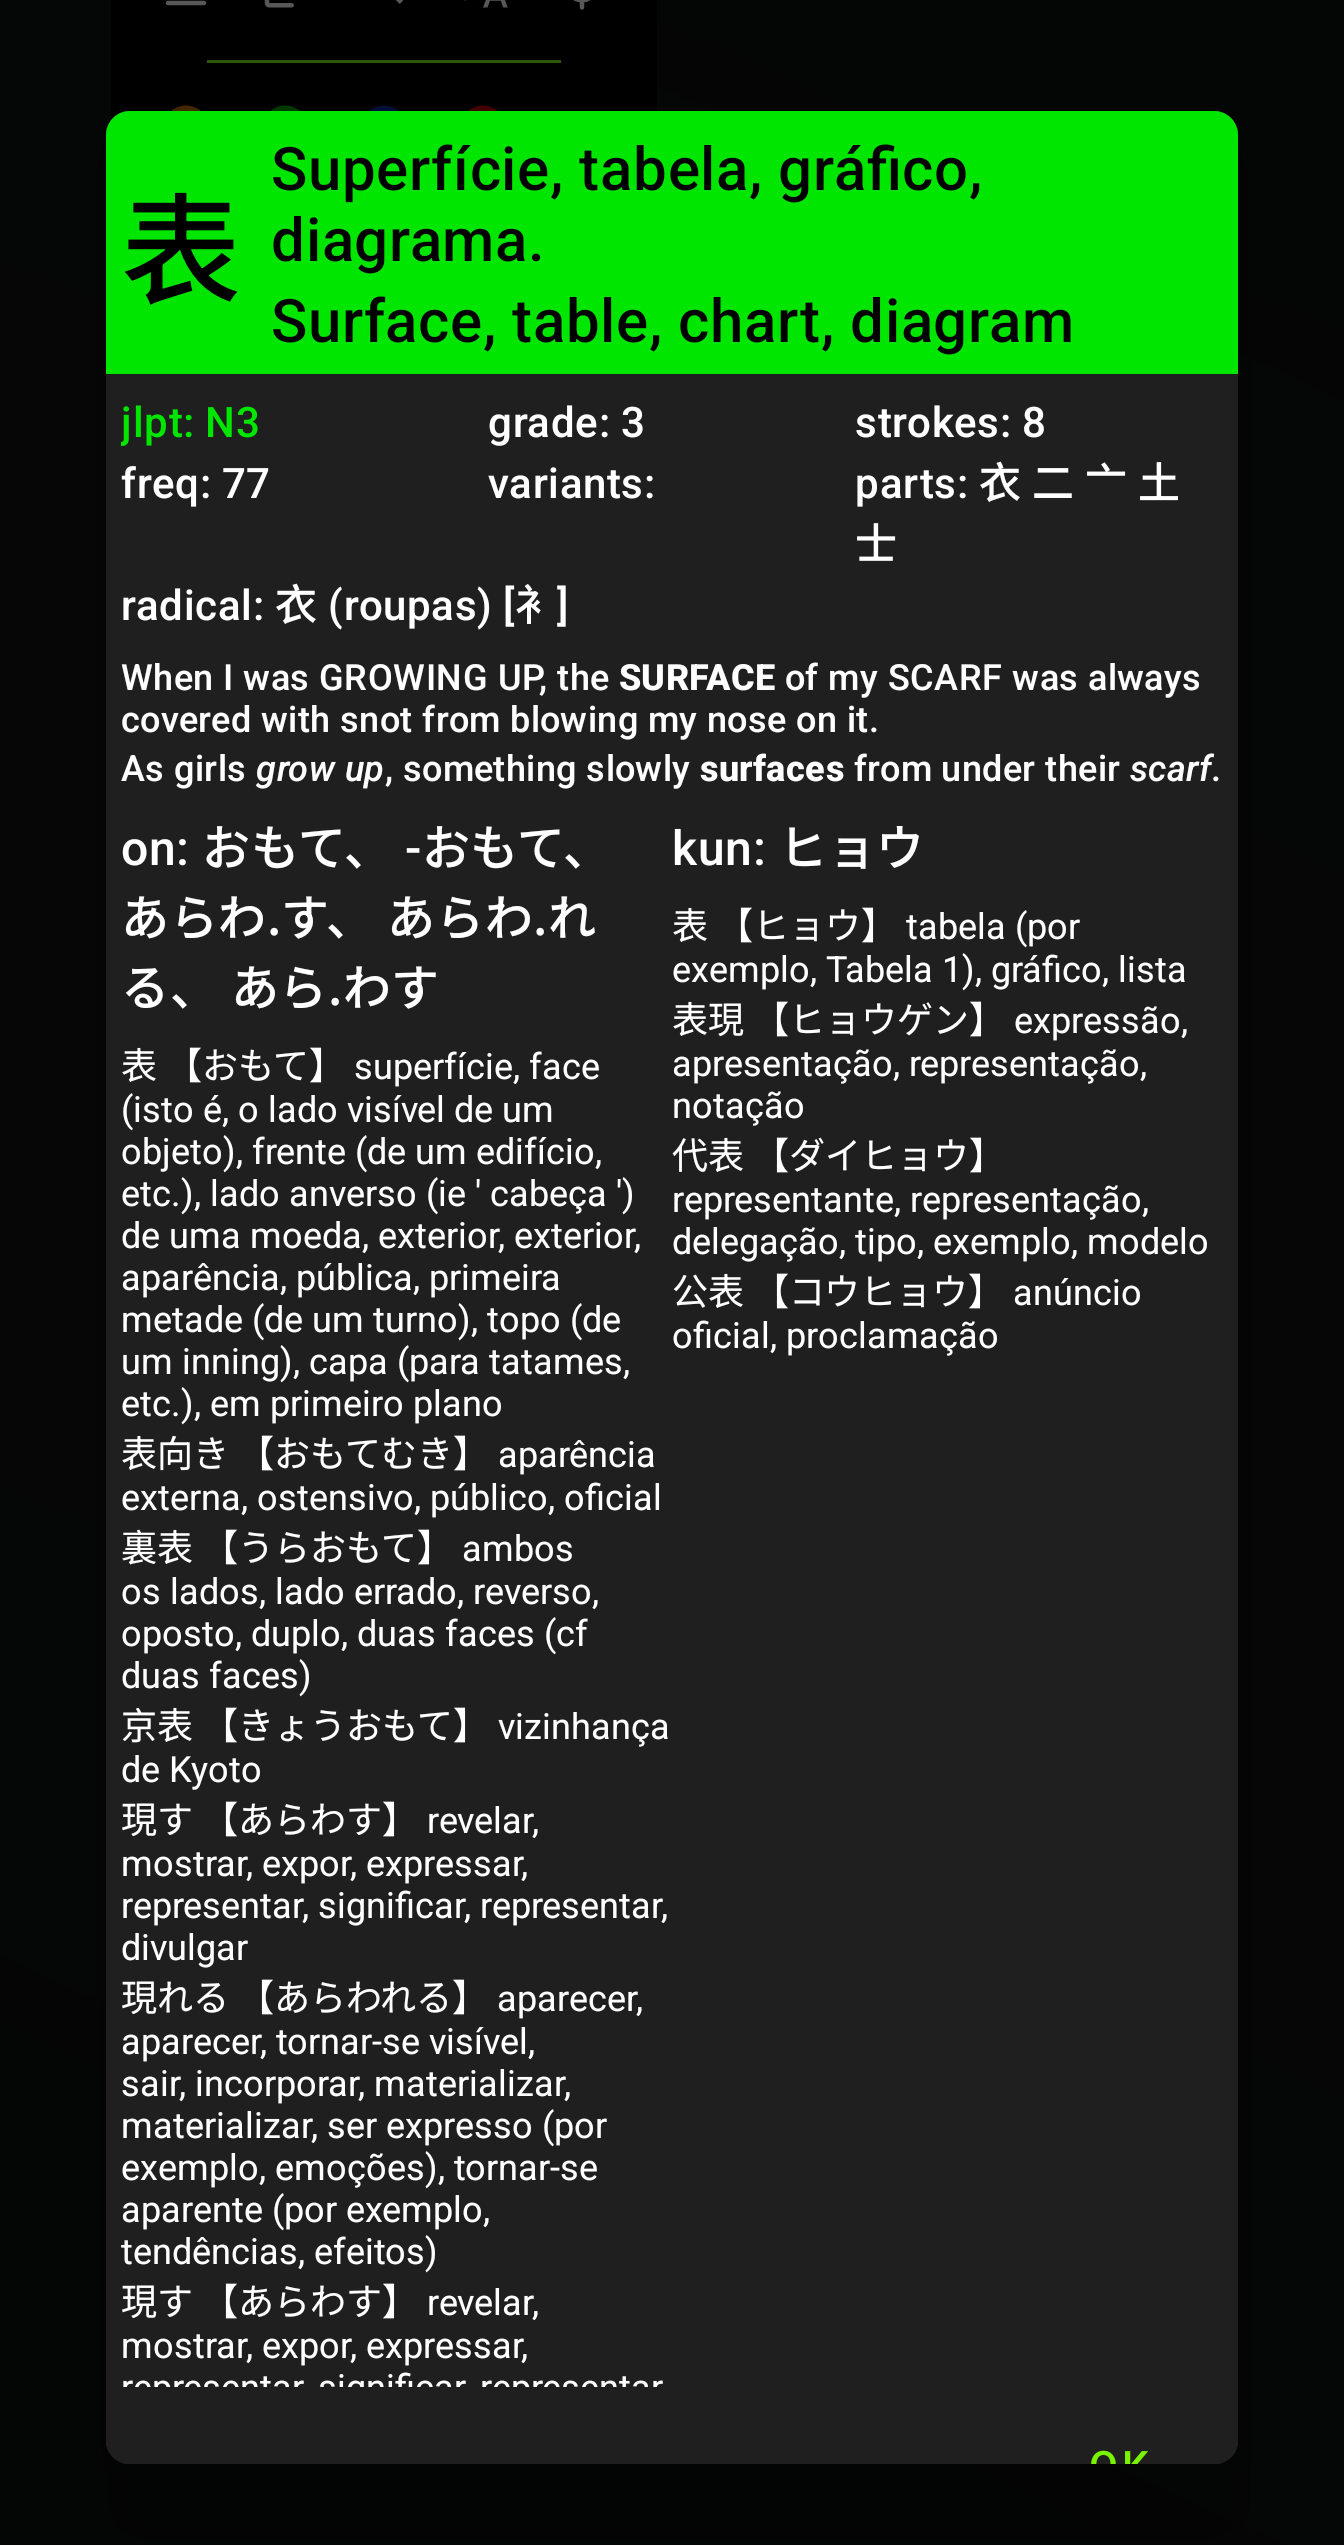 表
Superfície, tabela, gráfico,
diagrama.
Surface, table, chart, diagram
jlpt: N3
grade: 3
strokes: 8
freq: 77
variants:
parts: 衣 二 亠 土
士
radical: 衣 (roupas) [衤]
When I was GROWING UP, the SURFACE of my SCARF was always
covered with snot from blowing my nose on it.
As girls grow up, something slowly surfaces from under their scarf.
on: おもて、 -おもて、
あらわ.す、 あらわ.れ
る、 あら.わす
表 【おもて】 superfície, face
(isto é, o lado visível de um
objeto), frente (de um edifício,
etc.), lado anverso (ie ' cabeça ')
de uma moeda, exterior, exterior,
aparência, pública, primeira
metade (de um turno), topo (de
um inning), capa (para tatames,
etc.), em primeiro plano
表向き 【おもてむき】 aparência
externa, ostensivo, público, oficial
裏表 【うらおもて】 ambos
os lados, lado errado, reverso,
oposto, duplo, duas faces (cf
duas faces)
京表 【きょうおもて】 vizinhança
de Kyoto
現す 【あらわす】 revelar,
mostrar, expor, expressar,
representar, significar, representar,
divulgar
現れる 【あらわれる】 aparecer,
aparecer, tornar-se visível,
sair, incorporar, materializar,
materializar, ser expresso (por
exemplo, emoções), tornar-se
aparente (por exemplo,
tendências, efeitos)
現す 【あらわす】 revelar,
mostrar, expor, expressar,
representar, significar, representar
kun: ヒョウ
表 【ヒョウ】 tabela (por
exemplo, Tabela 1), gráfico, lista
表現 【ヒョウゲン】 expressão,
apresentação, representação,
notação
代表 【ダイヒョウ】
representante, representação,
delegação, tipo, exemplo, modelo
公表 【コウヒョウ】 anúncio
oficial, proclamação
OK